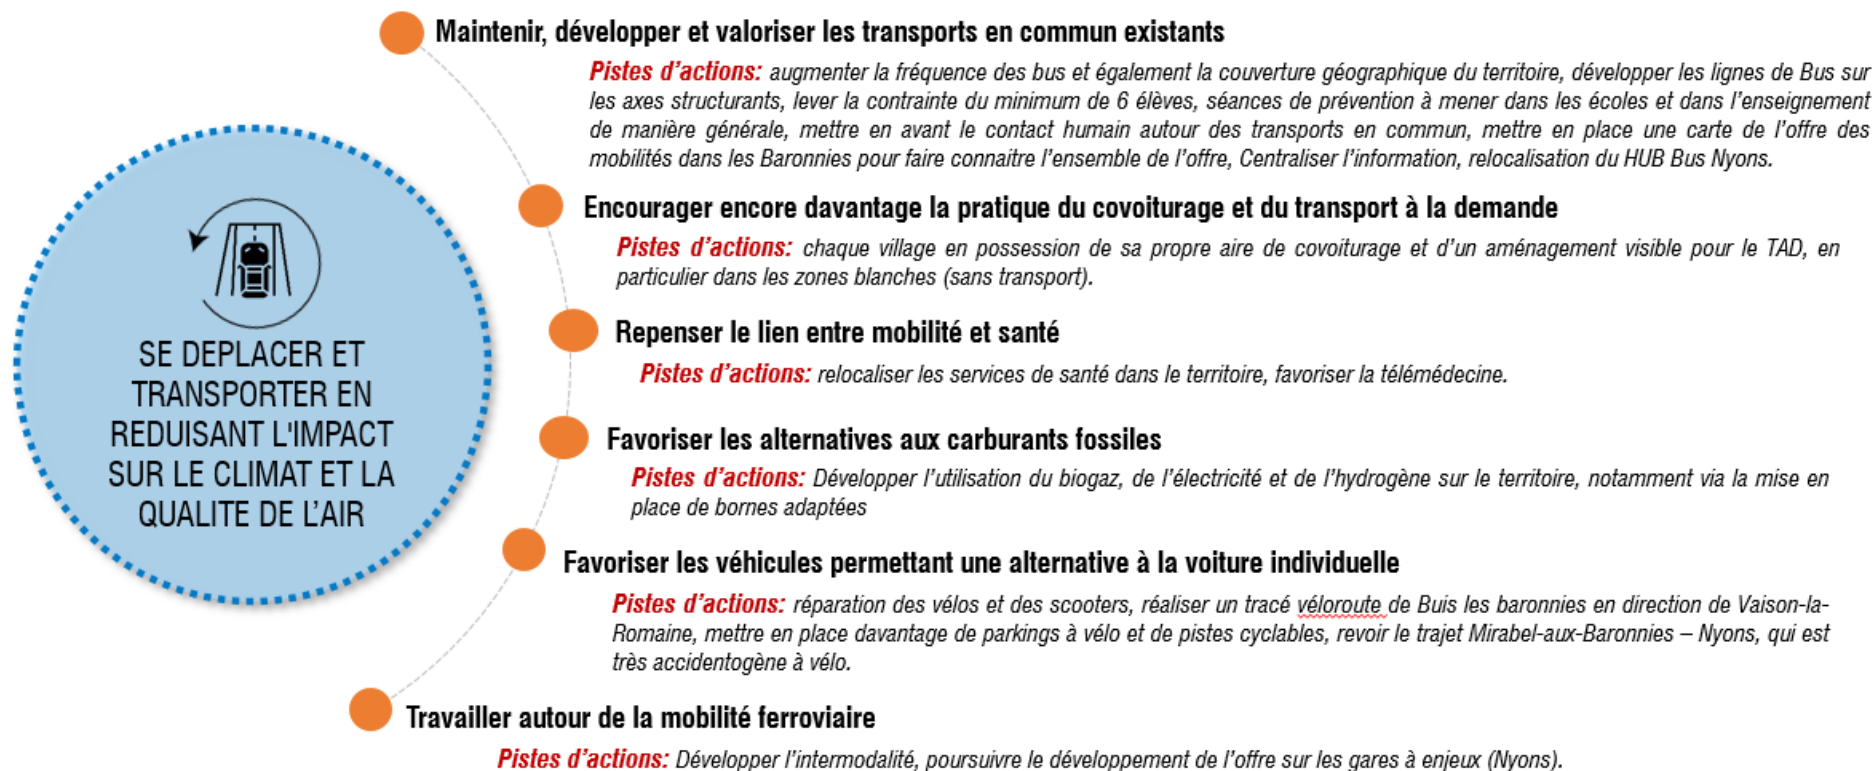 Maintenir, développer et valoriser les transports en commun existants
Pistes d’actions: augmenter la fréquence des bus et également la couverture géographique du territoire, développer les lignes de Bus sur
les axes structurants, lever la contrainte du minimum de 6 élèves, séances de prévention à mener dans les écoles et dans l’enseignement
de manière générale, mettre en avant le contact humain autour des transports en commun, mettre en place une carte de l’offre des
mobilités dans les Baronnies pour faire connaitre l’ensemble de l’offre, Centraliser l’information, relocalisation du HUB Bus Nyons.
Encourager encore davantage la pratique du covoiturage et du transport à la demande
Pistes d’actions: chaque village en possession de sa propre aire de covoiturage et d’un aménagement visible pour le TAD, en
particulier dans les zones blanches (sans transport).
Repenser le lien entre mobilité et santé
Pistes d’actions: relocaliser les services de santé dans le territoire, favoriser la télémédecine.
SE DEPLACER ET
TRANSPORTER EN
REDUISANT L'IMPACT
SUR LE CLIMAT ET LA
QUALITE DE L’AIR
Favoriser les alternatives aux carburants fossiles
Pistes d’actions: Développer l’utilisation du biogaz, de l’électricité et de l’hydrogène sur le territoire, notamment via la mise en
place de bornes adaptées
Favoriser les véhicules permettant une alternative à la voiture individuelle
Pistes d’actions: réparation des vélos et des scooters, réaliser un tracé véloroute de Buis les baronnies en direction de Vaison-la-
Romaine, mettre en place davantage de parkings à vélo et de pistes cyclables, revoir le trajet Mirabel-aux-Baronnies – Nyons, qui est
très accidentogène à vélo.
Travailler autour de la mobilité ferroviaire
Pistes d’actions: Développer l’intermodalité, poursuivre le développement de l’offre sur les gares à enjeux (Nyons).